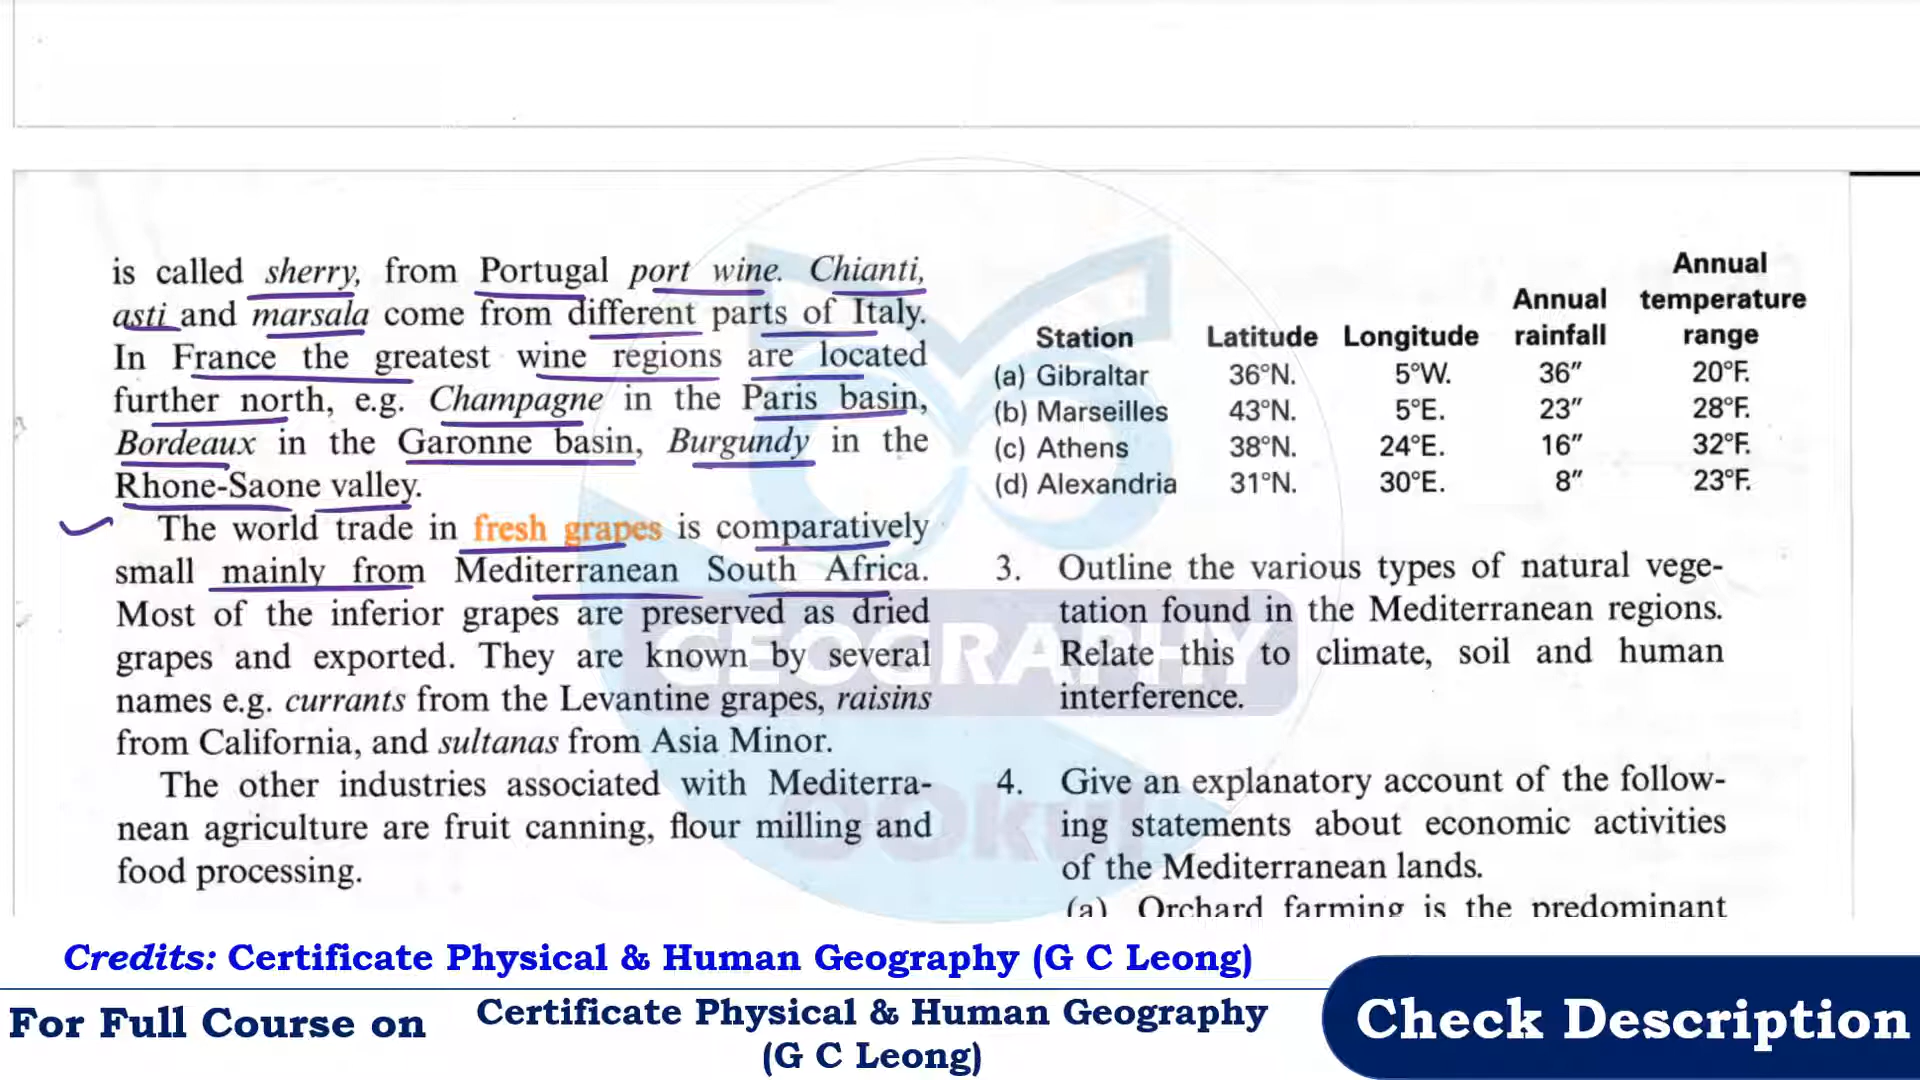 is called sherry, from Portugal port wine. Chianti,
asti and marsala come from different parts of Italy.
In France the greatest wine regions are located
further north, e.g. Champagne in the Paris basin,
Bordeaux in the Garonne basin, Burgundy in the
Rhone-Saone valley.
The world trade in fresh grapes is comparatively
small mainly from Mediterranean South Africa.
Most of the inferior grapes are preserved as dried
grapes and exported. They are known by several
names e.g. currants from the Levantine grapes, raisins
from California, and sultanas from Asia Minor.
The other industries associated with Mediterra-
nean agriculture are fruit canning, flour milling and
food processing.
Annual
Annual temperature
Station Latitude Longitude rainfall range
(a) Gibraltar 36°N. 5°W. 36″ 20°F.
(b) Marseilles 43°N. 5°E. 23″ 28°F.
(c) Athens 38°N. 24°E. 16″ 32°F.
(d) Alexandria 31°N. 30°E. 8″ 23°F.
3. Outline the various types of natural vege-
tation found in the Mediterranean regions.
Relate this to climate, soil and human
interference.
4. Give an explanatory account of the follow-
ing statements about economic activities
of the Mediterranean lands.
(a) Orchard farming is the predominant
GEOGRAPHY
Credits: Certificate Physical & Human Geography (G C Leong)
For Full Course on
Certificate Physical & Human Geography
(G C Leong)
Check Description